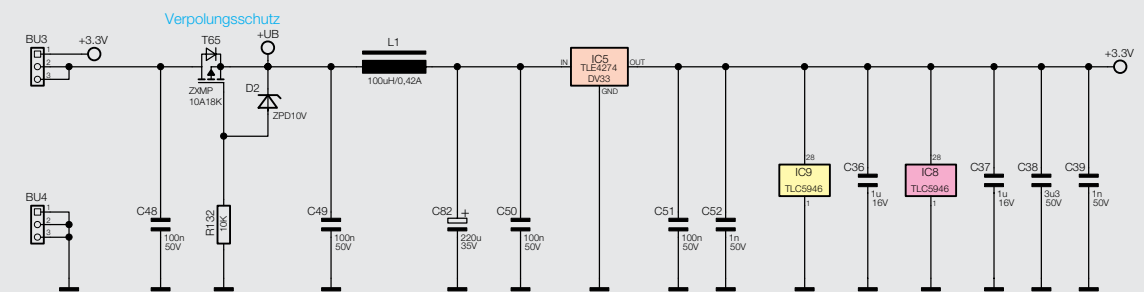 Verpolungsschutz
BU3
1
2
3
+3.3V
T65
ZXMP
10A18K
+UB
D2
ZPD10V
L1
100uH/0,42A
IN
IC5
TLE4274
DV33
OUT
GND
+3.3V
BU4
1
2
3
C48
100n
50V
R132
10K
C49
100n
50V
C82
+
220u
35V
C50
100n
50V
C51
100n
50V
C52
1n
50V
28
IC9
TLC5946
1
C36
1u
16V
28
IC8
TLC5946
1
C37
1u
16V
C38
3u3
50V
C39
1n
50V